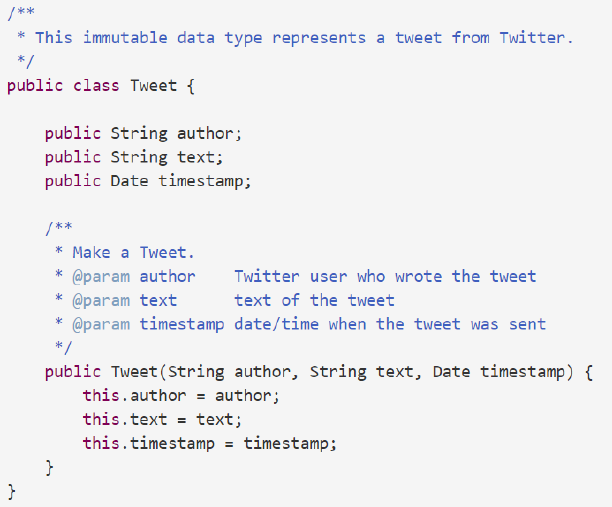 /**
 * This immutable data type represents a tweet from Twitter.
 */
public class Tweet {

    public String author;
    public String text;
    public Date timestamp;

    /**
     * Make a Tweet.
     * @param author    Twitter user who wrote the tweet
     * @param text      text of the tweet
     * @param timestamp date/time when the tweet was sent
     */
    public Tweet(String author, String text, Date timestamp) {
        this.author = author;
        this.text = text;
        this.timestamp = timestamp;
    }
}